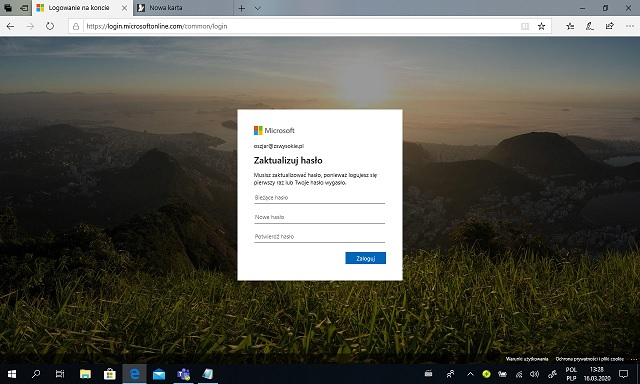 Logowanie na koncie
Nowa karta
https://login.microsoftonline.com/common/login
Microsoft
oszjar@zswysokie.pl
Zaktualizuj hasło
Musisz zaktualizować hasło, ponieważ logujesz się
pierwszy raz lub Twoje hasło wygasło.
Bieżące hasło
Nowe hasło
Potwierdź hasło
Zaloguj
Warunki użytkowania
Ochrona prywatności i pliki cookie
...
POL
PLP
13:28
16.03.2020